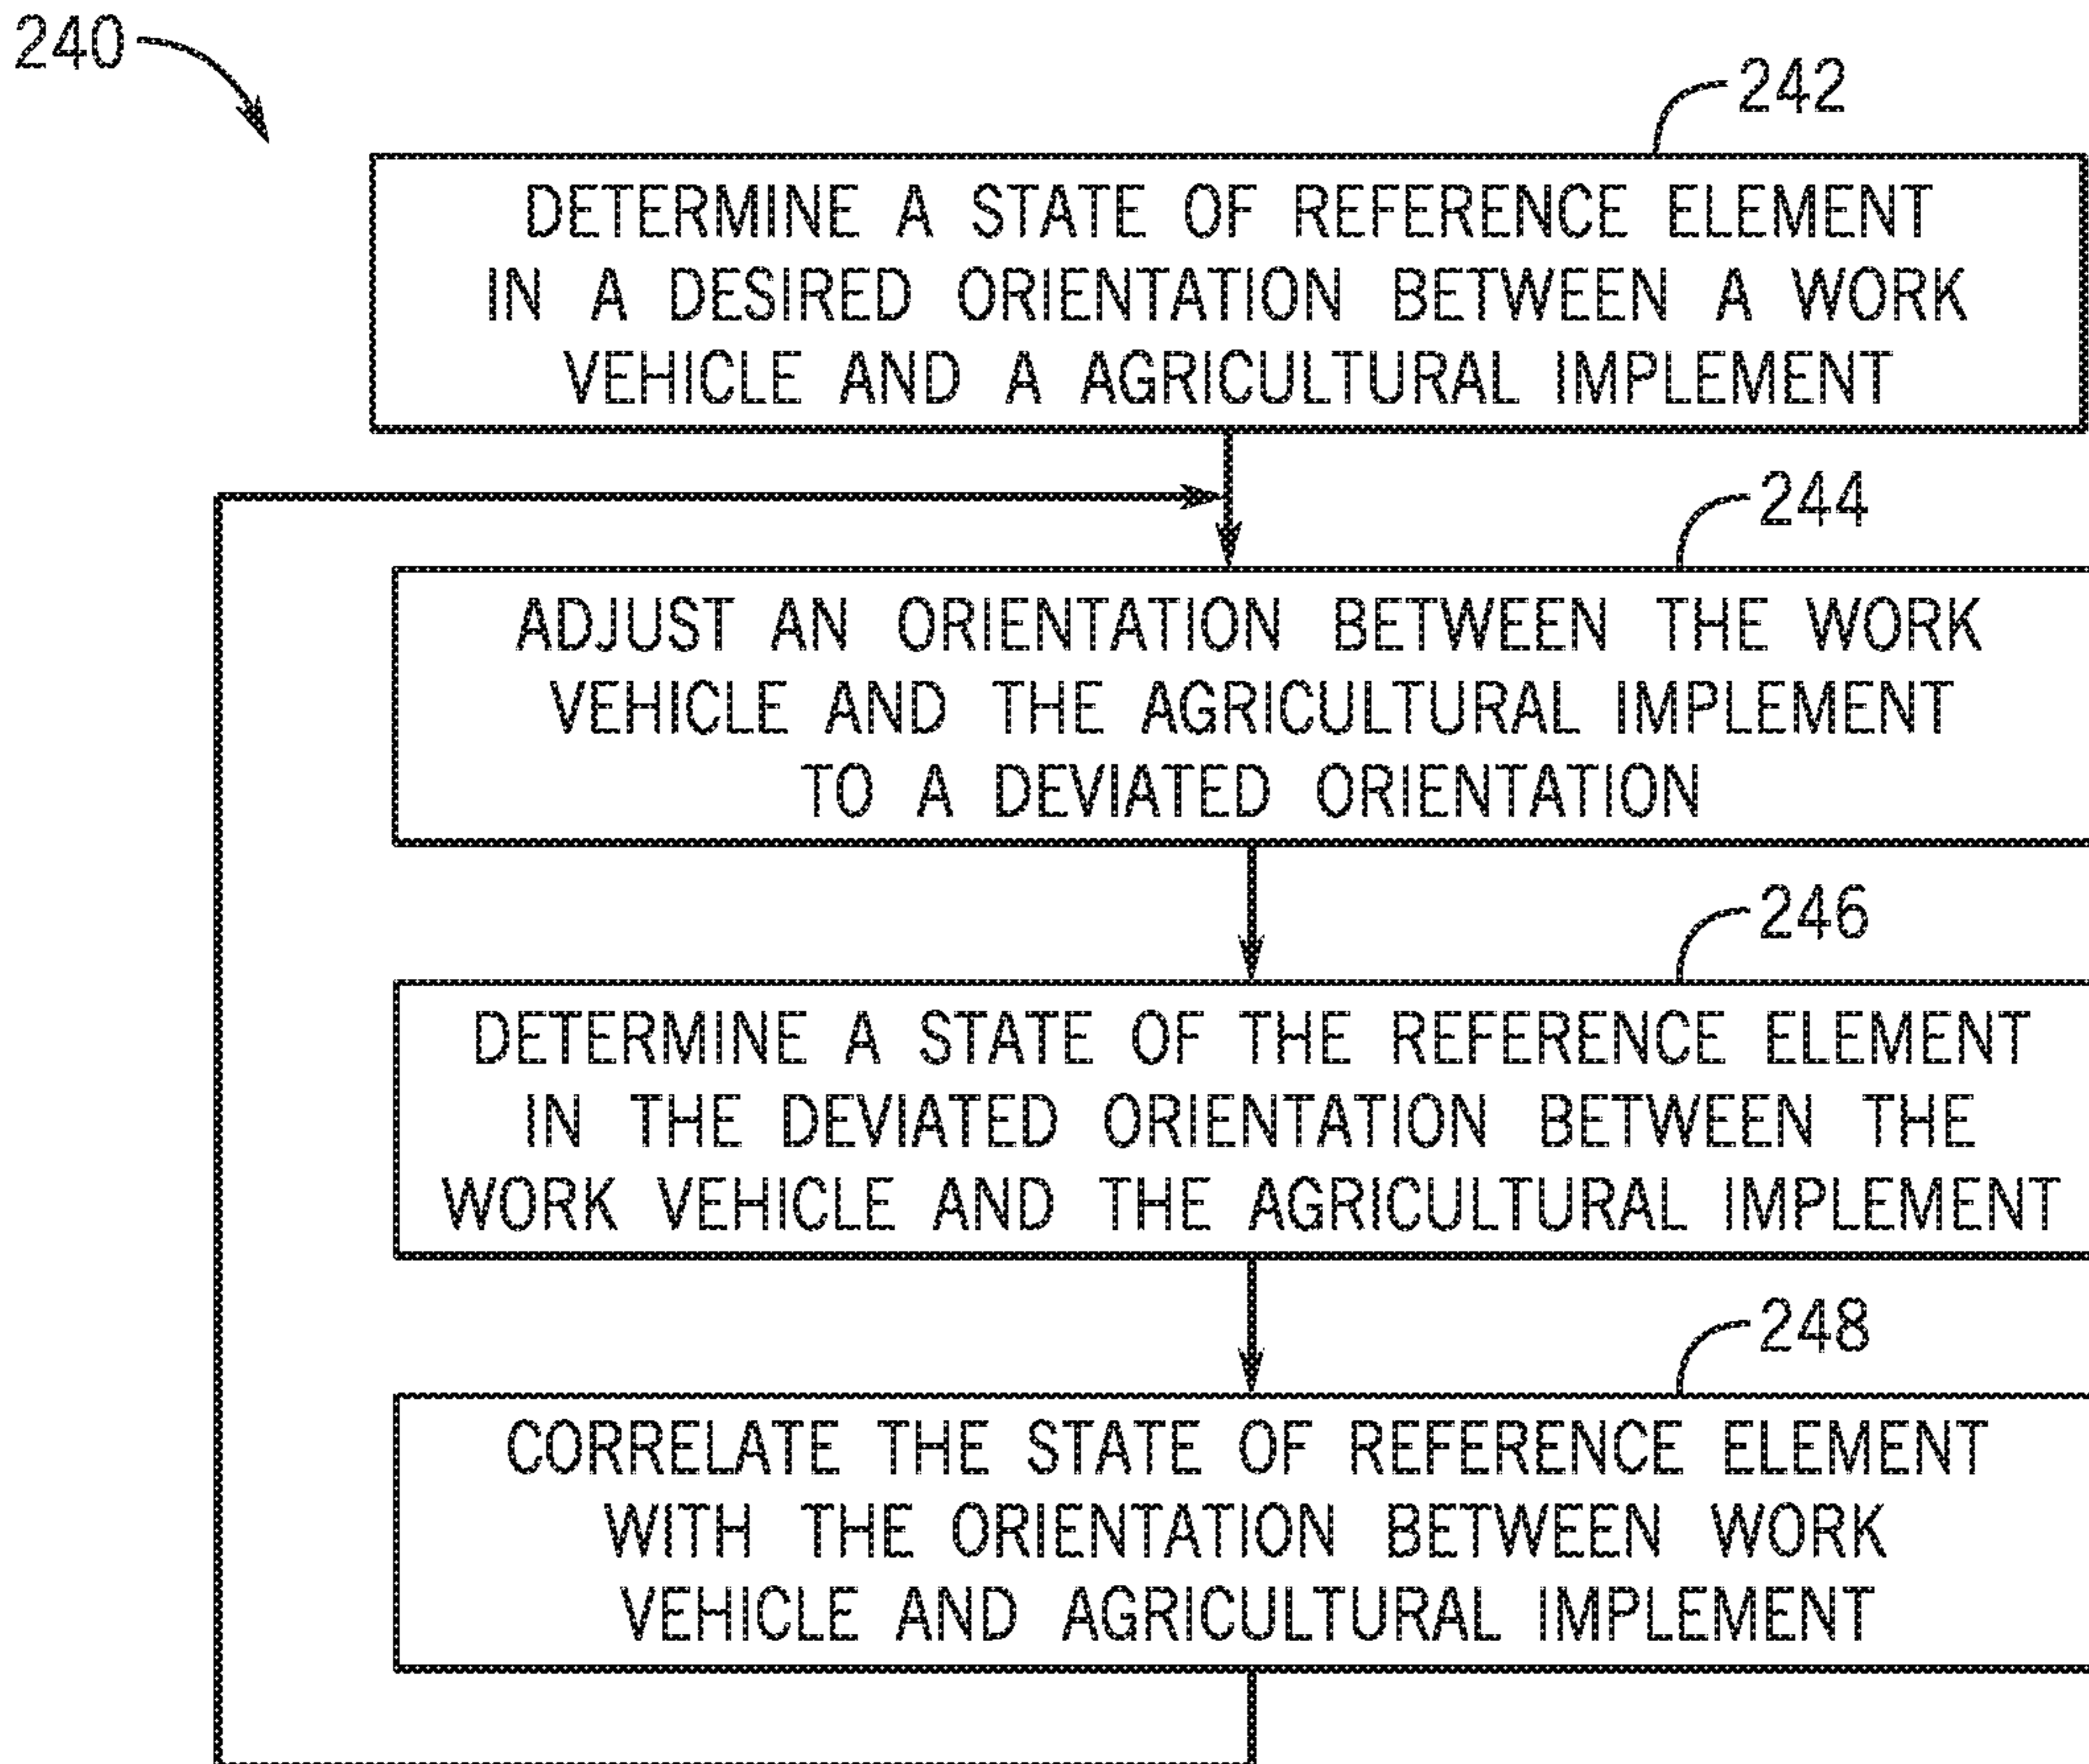 240
242
DETERMINE A STATE OF REFERENCE ELEMENT
IN A DESIRED ORIENTATION BETWEEN A WORK
VEHICLE AND A AGRICULTURAL IMPLEMENT
244
ADJUST AN ORIENTATION BETWEEN THE WORK
VEHICLE AND THE AGRICULTURAL IMPLEMENT
TO A DEVIATED ORIENTATION
246
DETERMINE A STATE OF THE REFERENCE ELEMENT
IN THE DEVIATED ORIENTATION BETWEEN THE
WORK VEHICLE AND THE AGRICULTURAL IMPLEMENT
248
CORRELATE THE STATE OF REFERENCE ELEMENT
WITH THE ORIENTATION BETWEEN WORK
VEHICLE AND AGRICULTURAL IMPLEMENT